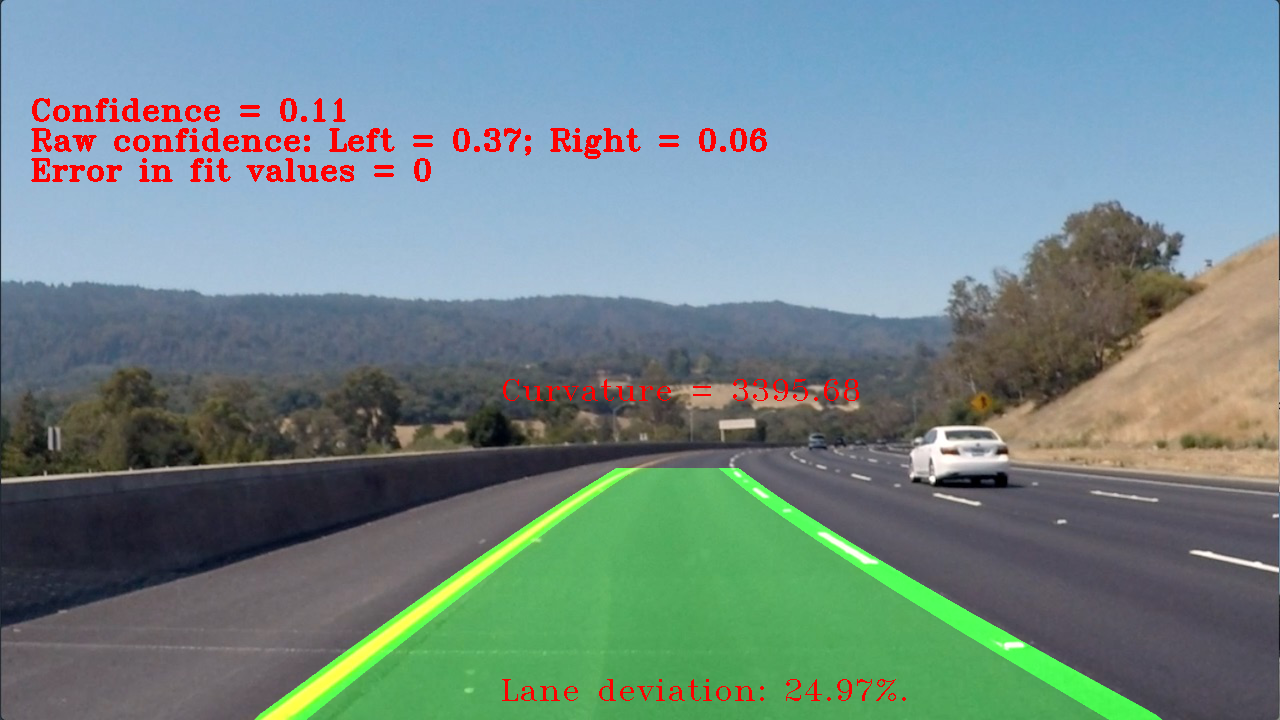 Confidence = 0.11
Raw confidence: Left = 0.37; Right = 0.06
Error in fit values = 0
Curvature = 3395.68
Lane deviation: 24.97%.